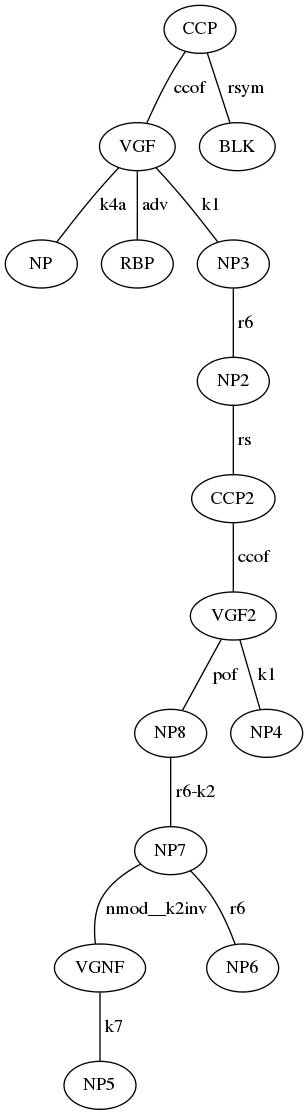 CCP
ccof rsym
VGF BLK
k4a adv k1
NP RBP NP3
r6
NP2
rs
CCP2
ccof
VGF2
pof k1
NP8 NP4
r6-k2
NP7
nmod__k2inv r6
VGNF NP6
k7
NP5